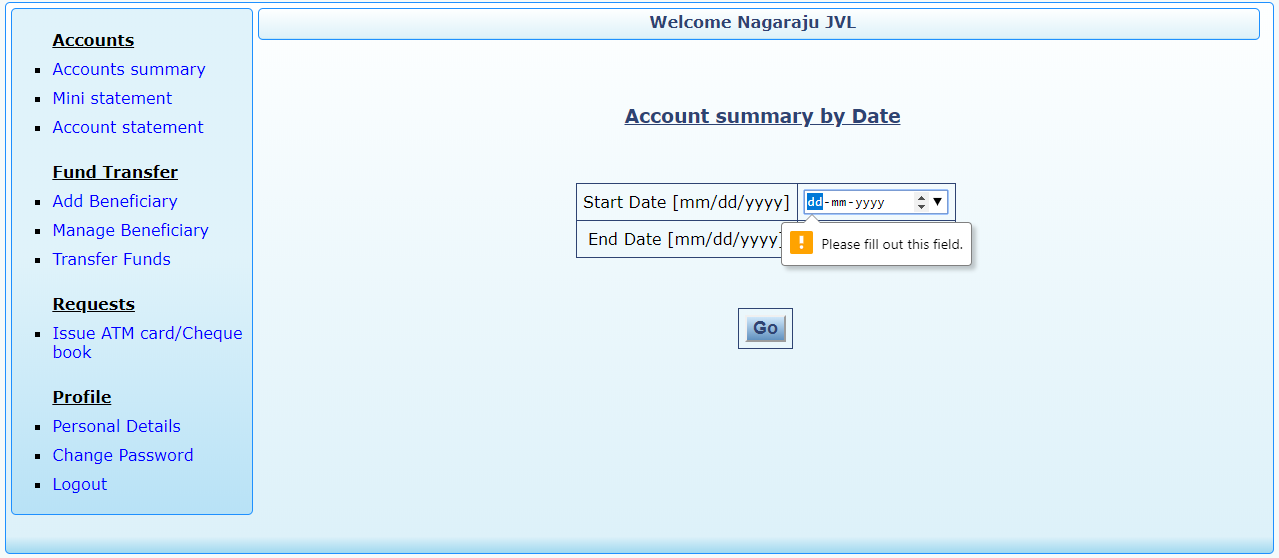 Welcome Nagaraju JVL
Accounts
Accounts summary
Mini statement
Account statement
Fund Transfer
Add Beneficiary
Manage Beneficiary
Transfer Funds
Requests
Issue ATM card/Cheque
book
Profile
Personal Details
Change Password
Logout
Account summary by Date
Start Date [mm/dd/yyyy] dd-mm-yyyy
End Date [mm/dd/yyyy]
Please fill out this field.
Go